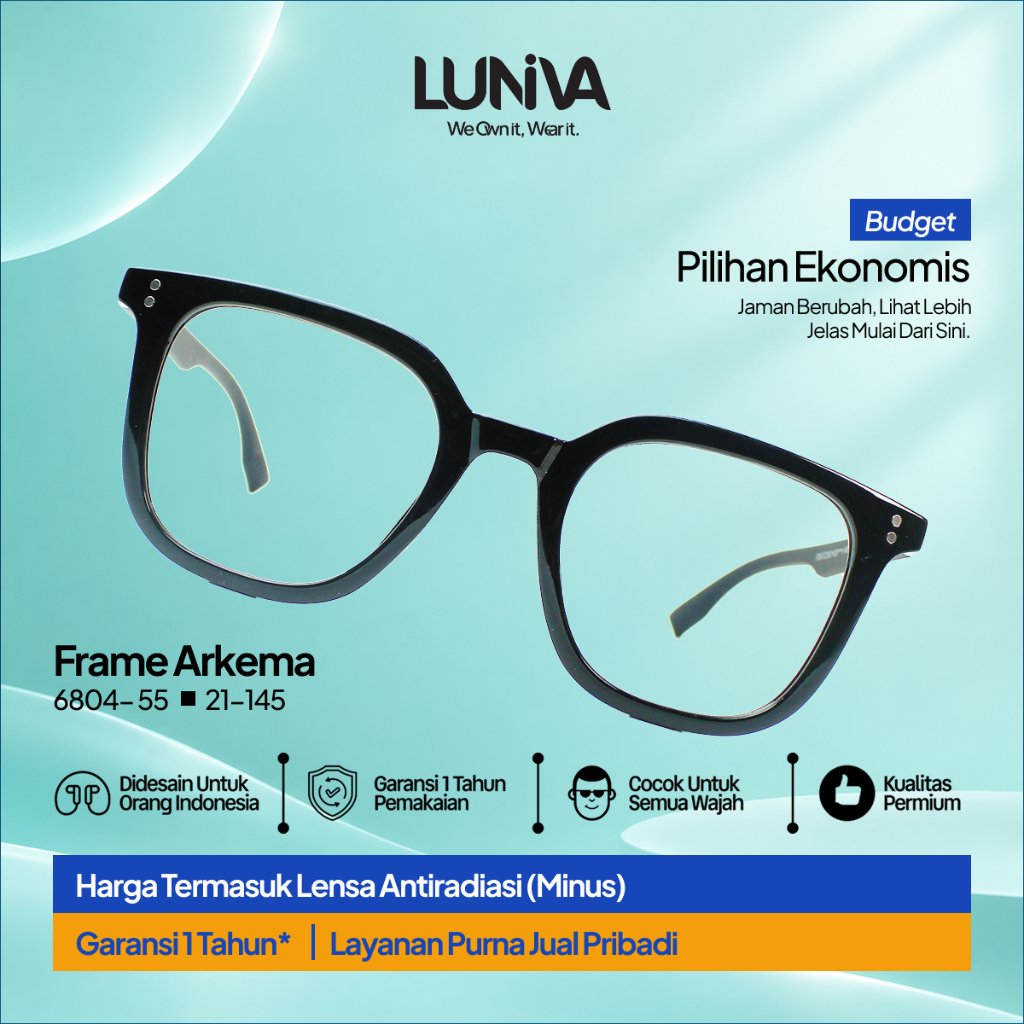 LUNiVA
We Own it, Wear it.
Budget
Pilihan Ekonomis
Jaman Berubah, Lihat Lebih
Jelas Mulai Dari Sini.
Frame Arkema
6804-55 ■ 21-145
Didesain Untuk
Orang Indonesia
Garansi 1 Tahun
Pemakaian
Cocok Untuk
Semua Wajah
Kualitas
Permium
Harga Termasuk Lensa Antiradiasi (Minus)
Garansi 1 Tahun* | Layanan Purna Jual Pribadi